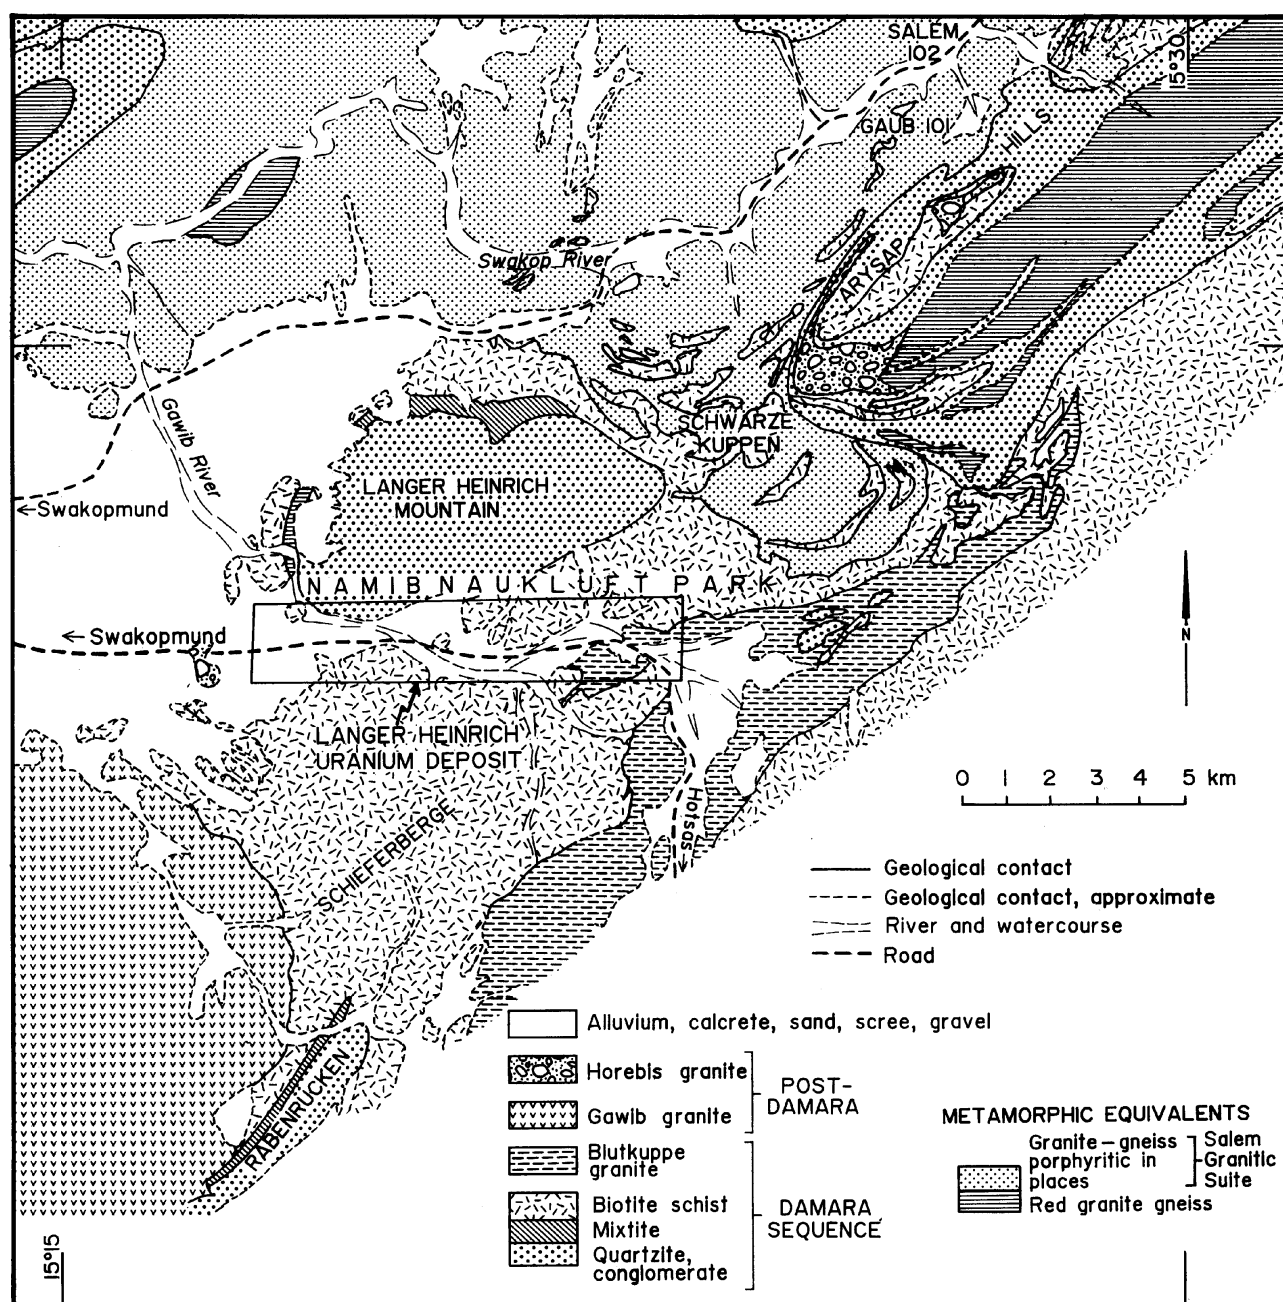 SALEM
102
15°30
GAUB 101
HILLS
ARYSAP
Swakop River
Gawib River
SCHWARZE
KUPPEN
LANGER HEINRICH
MOUNTAIN
←Swakopmund
NAMIB NAUKLUFT PARK
← Swakopmund
N
LANGER HEINRICH
URANIUM DEPOSIT
0 1 2 3 4 5 km
Hotsas→
SCHIEFERBERGE
Geological contact
Geological contact, approximate
River and watercourse
Road
RABENRÜCKEN
Alluvium, calcrete, sand, scree, gravel
Horebis granite
Gawib granite
POST-
DAMARA
Blutkuppe
granite
Biotite schist
Mixtite
Quartzite,
conglomerate
DAMARA
SEQUENCE
METAMORPHIC EQUIVALENTS
Granite-gneiss
porphyritic in
places
Salem
Granitic
Suite
Red granite gneiss
15°15